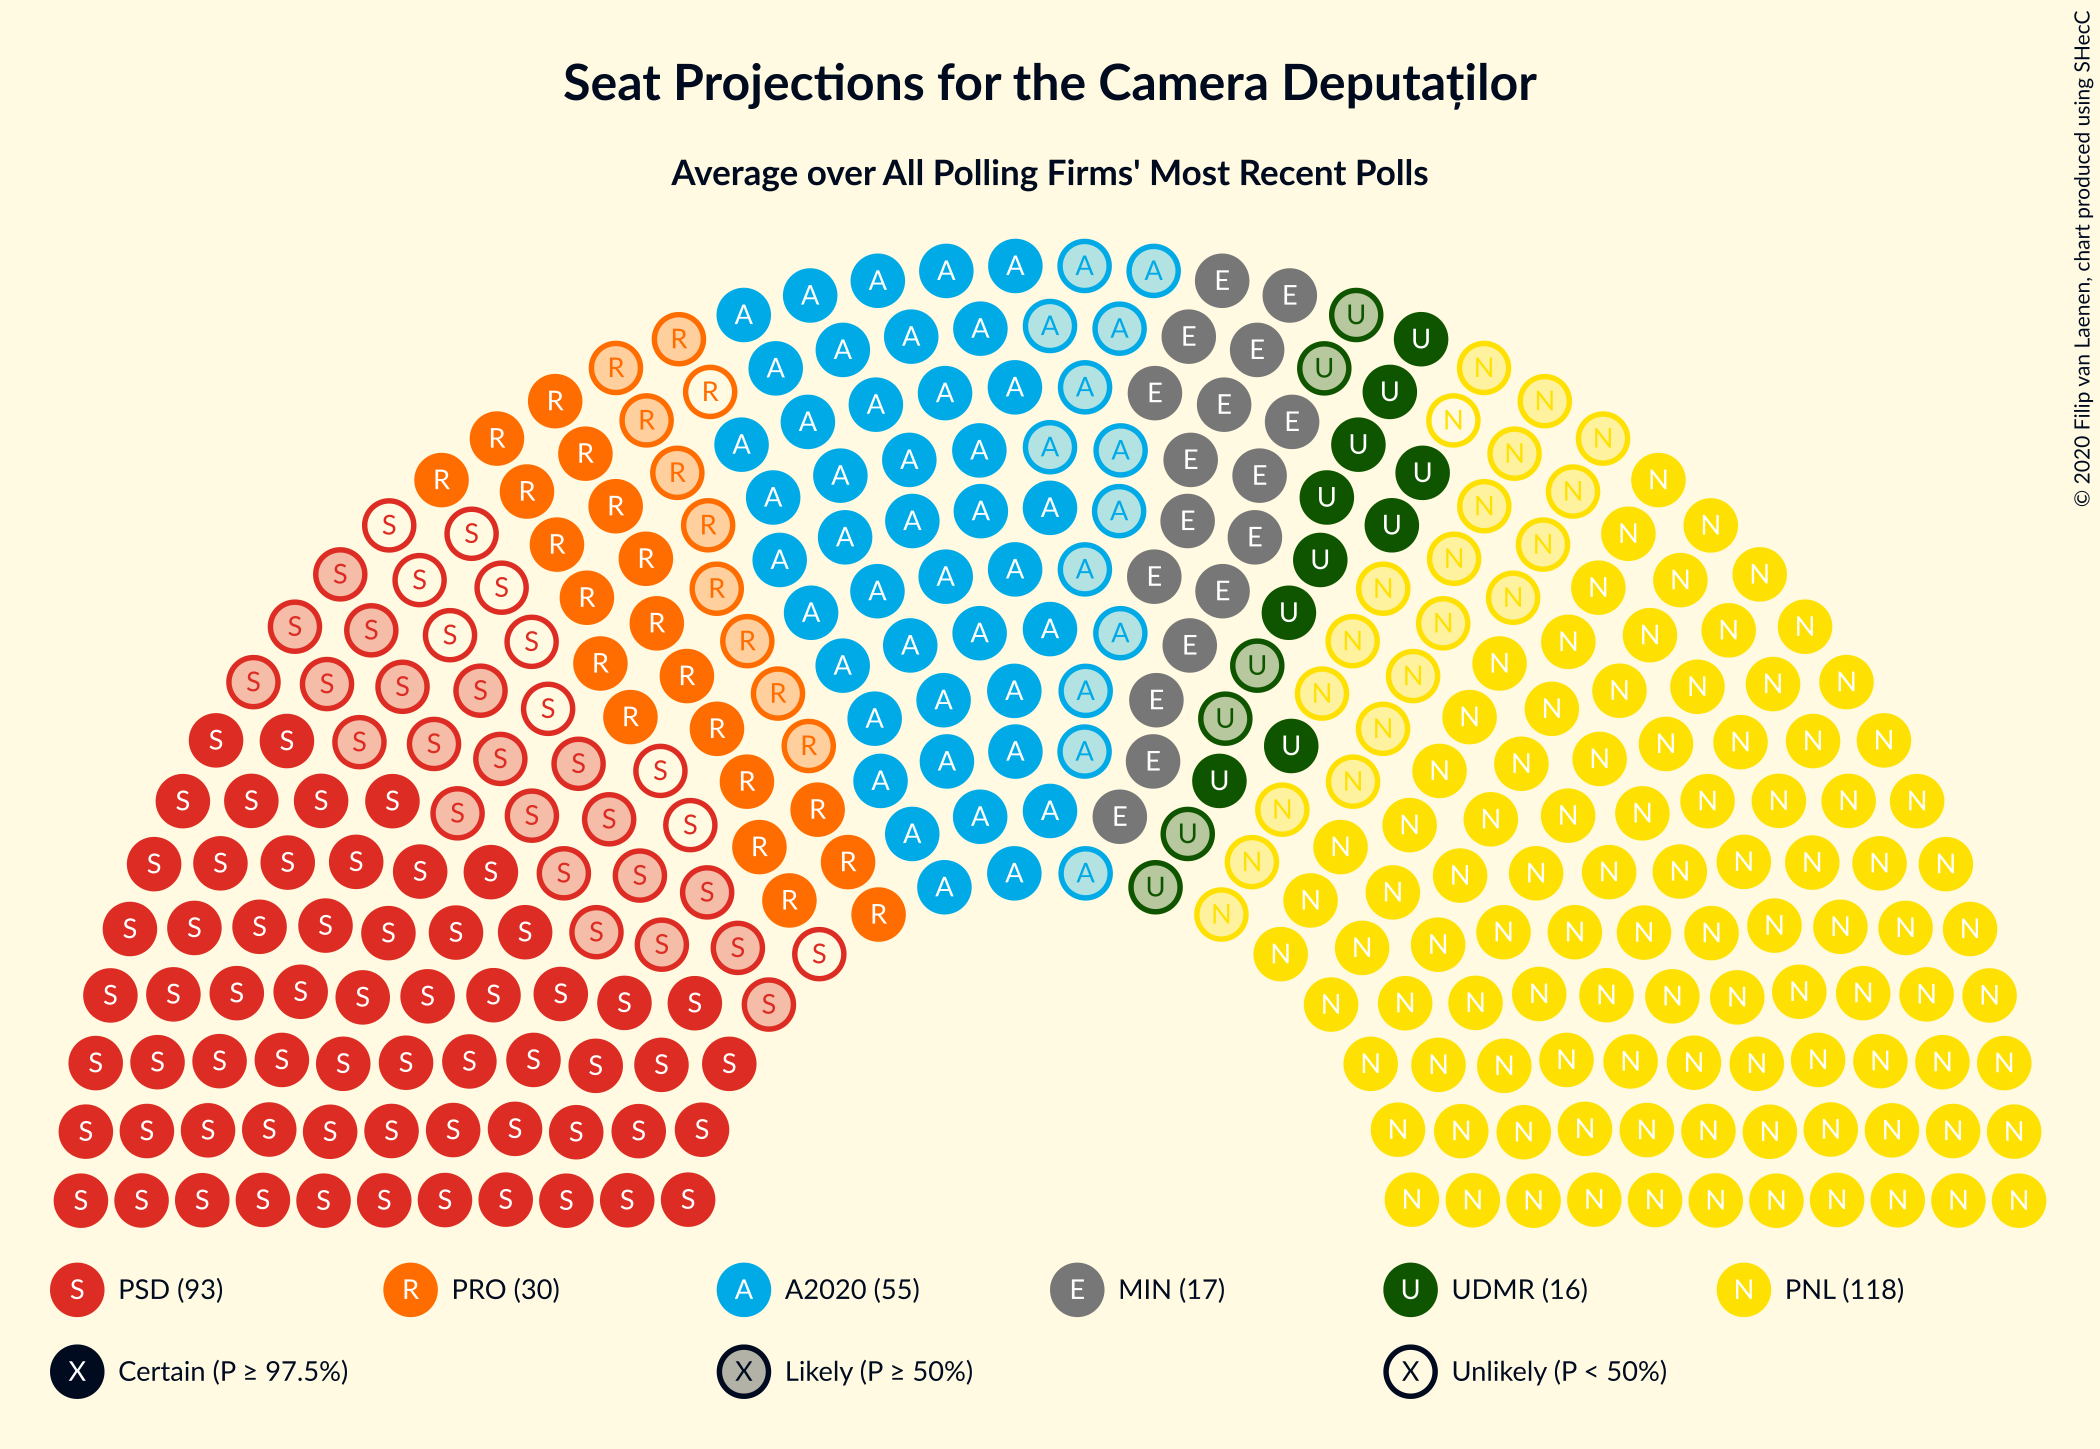 Seat Projections for the Camera Deputaților
Average over All Polling Firms' Most Recent Polls
© 2020 Filip van Laenen, chart produced using SHecC
S PSD (93) R PRO (30) A A2020 (55) E MIN (17) U UDMR (16) N PNL (118)
X Certain (P ≥ 97.5%) X Likely (P ≥ 50%) X Unlikely (P < 50%)